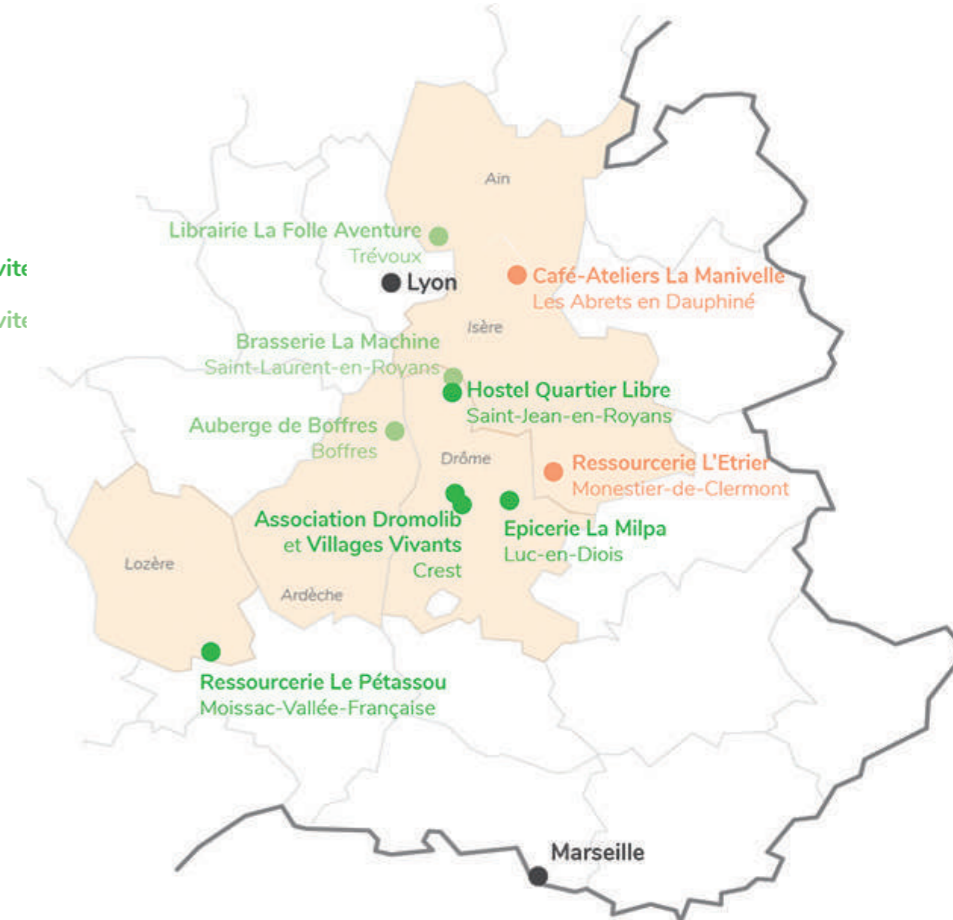 Ain
Librairie La Folle Aventure
Trévoux
Lyon
Café-Ateliers La Manivelle
Les Abrets en Dauphiné
Isère
Brasserie La Machine
Saint-Laurent-en-Royans
Hostel Quartier Libre
Saint-Jean-en-Royans
Auberge de Boffres
Boffres
Drôme
Ressourcerie L'Etrier
Monestier-de-Clermont
Association Dromolib
et Villages Vivants
Crest
Epicerie La Milpa
Luc-en-Diois
Lozère
Ardèche
Ressourcerie Le Pétassou
Moissac-Vallée-Française
Marseille